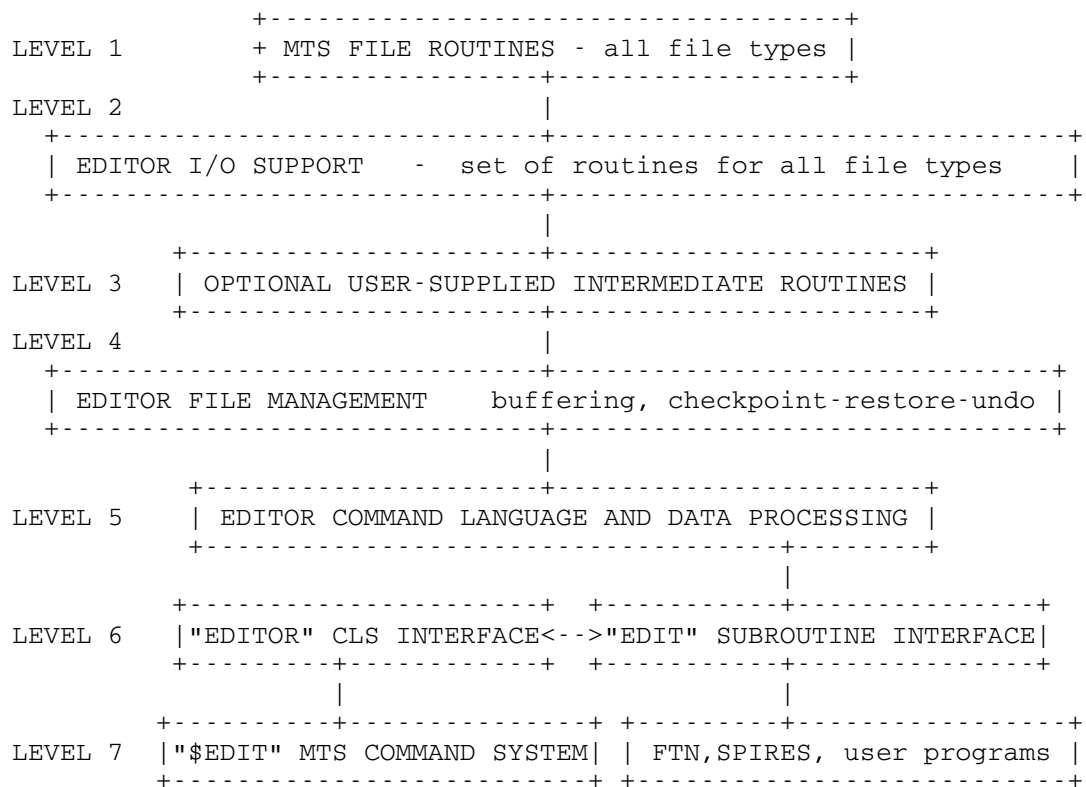 LEVEL 1 MTS FILE ROUTINES - all file types
LEVEL 2
EDITOR I/O SUPPORT - set of routines for all file types
LEVEL 3 OPTIONAL USER-SUPPLIED INTERMEDIATE ROUTINES
LEVEL 4
EDITOR FILE MANAGEMENT buffering, checkpoint-restore-undo
LEVEL 5 EDITOR COMMAND LANGUAGE AND DATA PROCESSING
LEVEL 6 "EDITOR" CLS INTERFACE<-->"EDIT" SUBROUTINE INTERFACE
LEVEL 7 "$EDIT" MTS COMMAND SYSTEM FTN,SPIRES, user programs